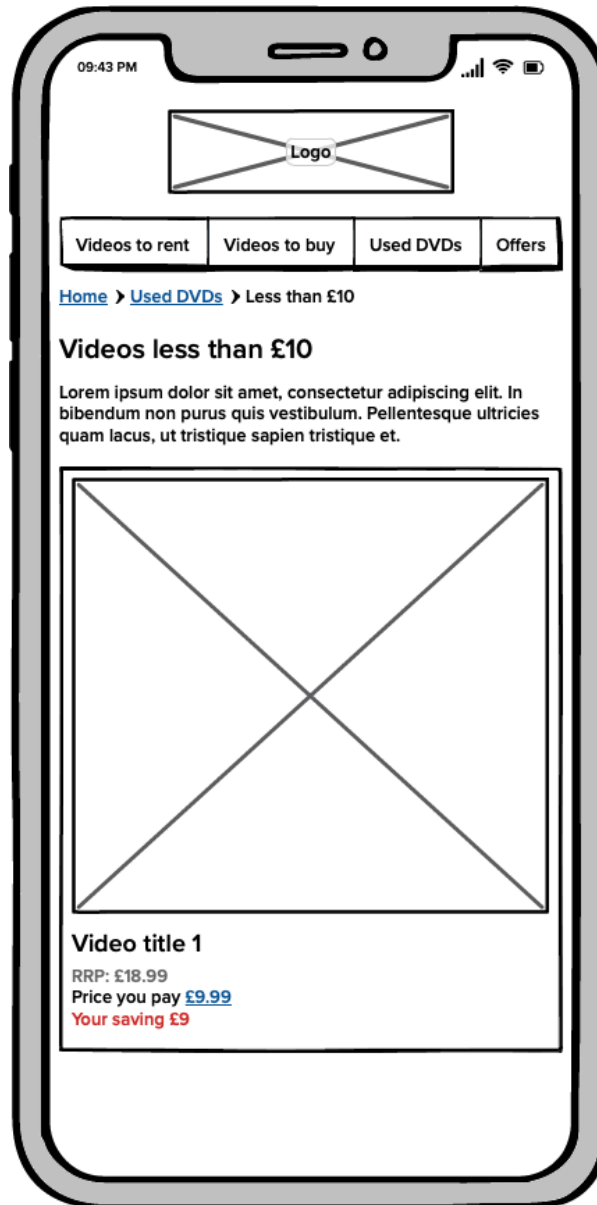 09:43 PM
Logo
Videos to rent Videos to buy Used DVDs Offers
Home > Used DVDs > Less than £10
Videos less than £10
Lorem ipsum dolor sit amet, consectetur adipiscing elit. In
bibendum non purus quis vestibulum. Pellentesque ultricies
quam lacus, ut tristique sapien tristique et.
Video title 1
RRP: £18.99
Price you pay £9.99
Your saving £9